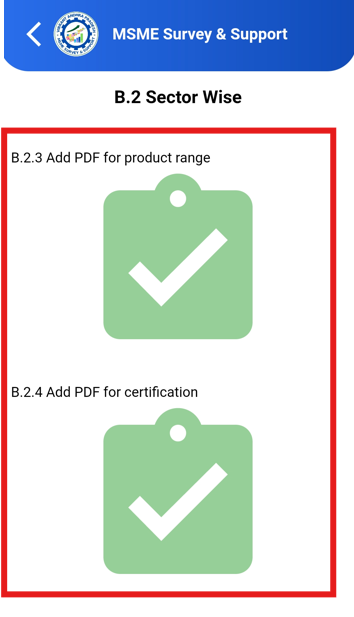 MSME Survey & Support
B.2 Sector Wise
B.2.3 Add PDF for product range
B.2.4 Add PDF for certification